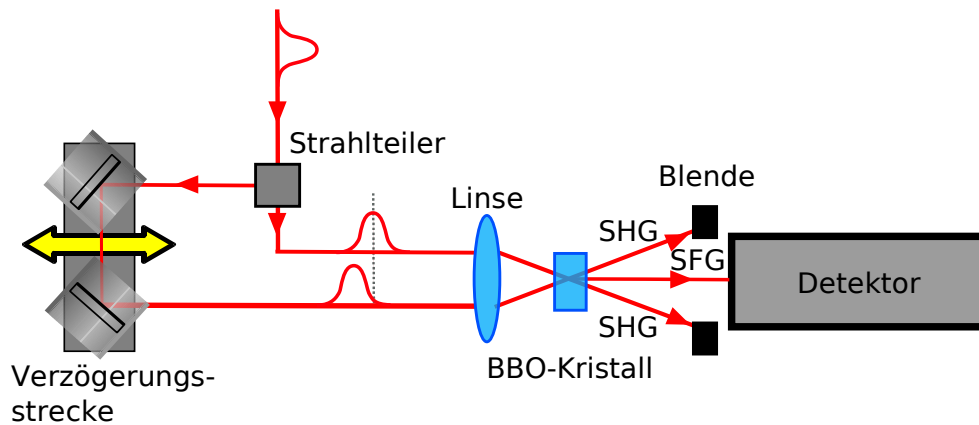 Strahlteiler
Linse
Blende
SHG
SFG
Detektor
SHG
BBO-Kristall
Verzögerungs-
strecke